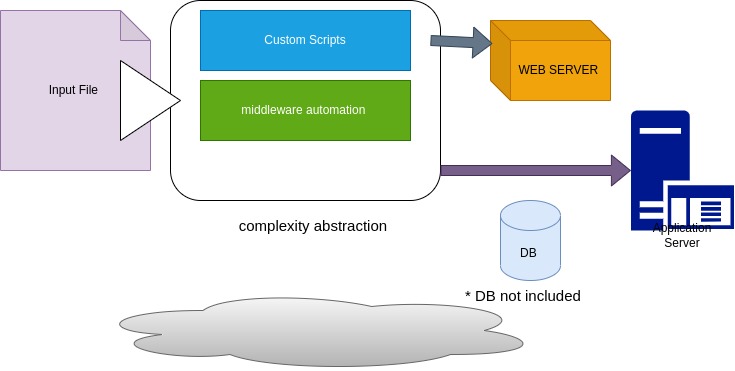 Custom Scripts
Input File
middleware automation
WEB SERVER
complexity abstraction
Application
Server
DB
* DB not included